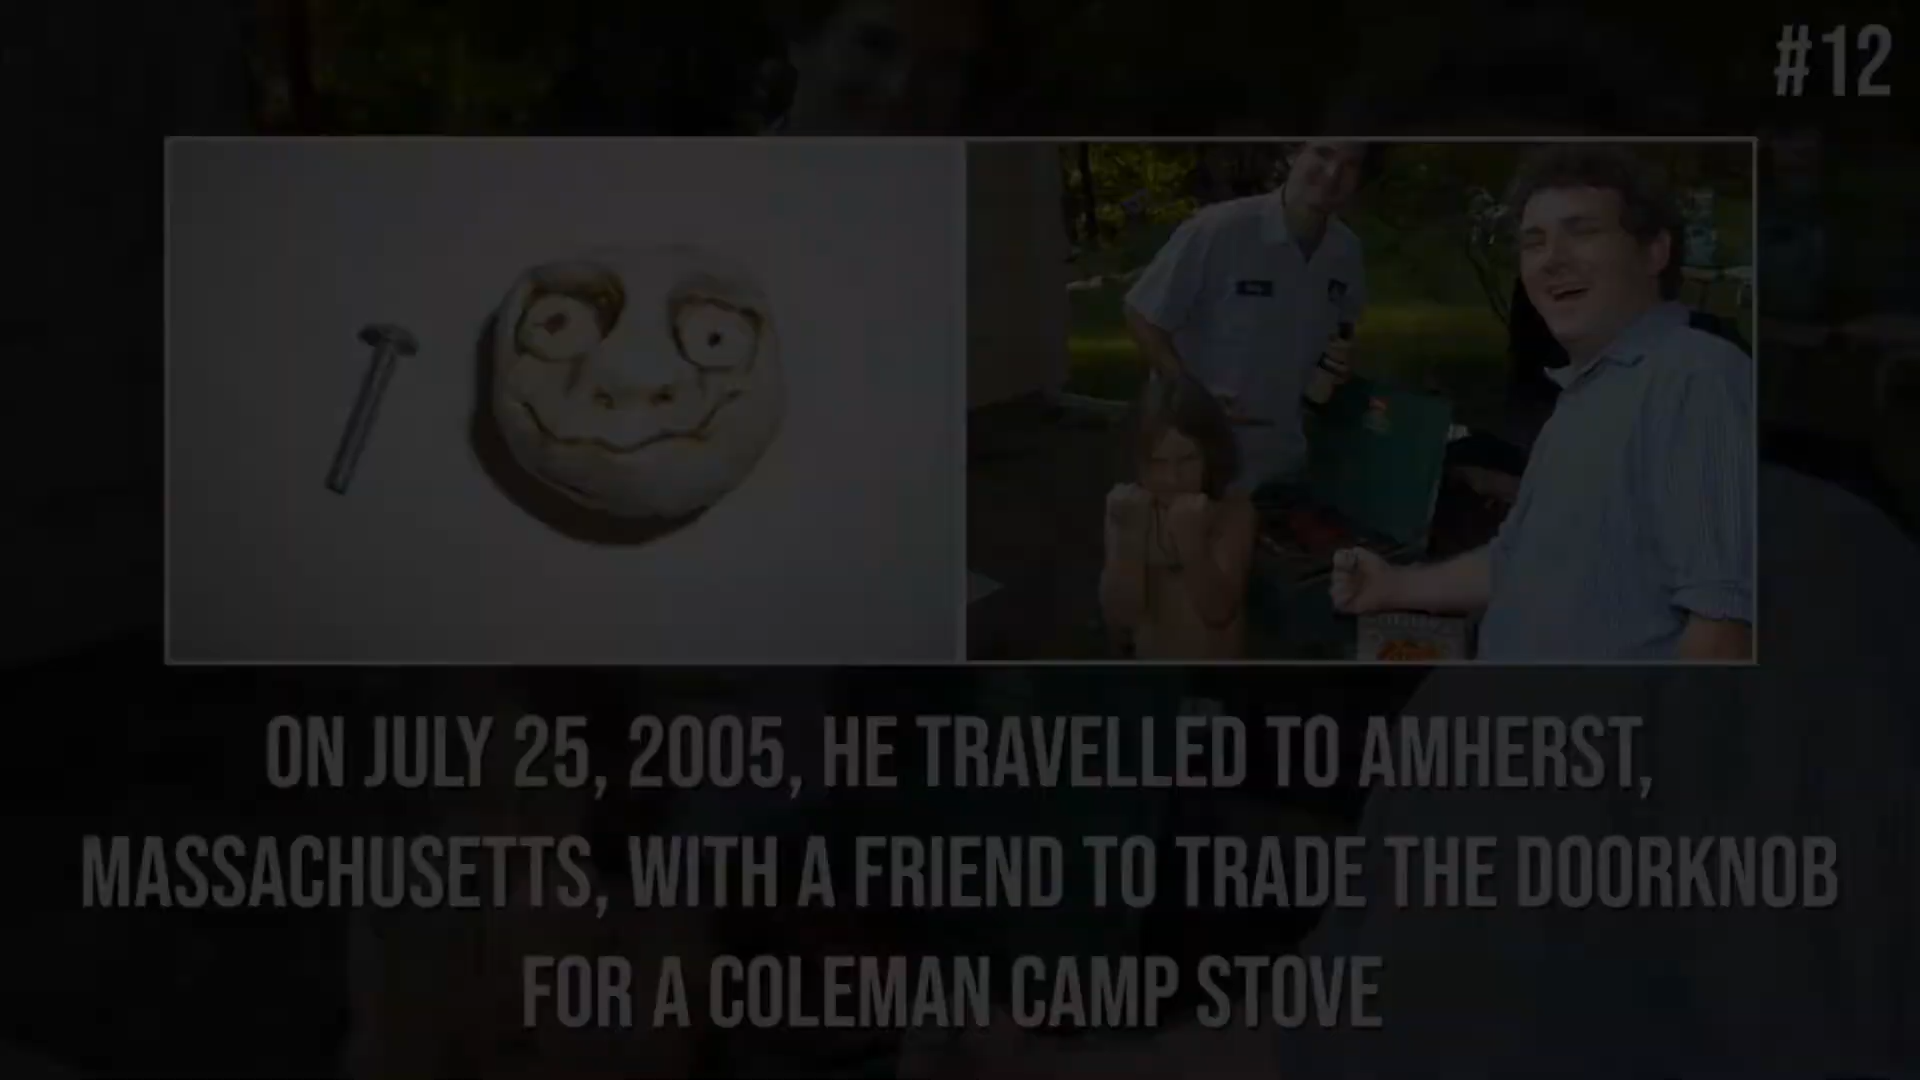 #12
ON JULY 25, 2005, HE TRAVELLED TO AMHERST,
MASSACHUSETTS, WITH A FRIEND TO TRADE THE DOORKNOB
FOR A COLEMAN CAMP STOVE